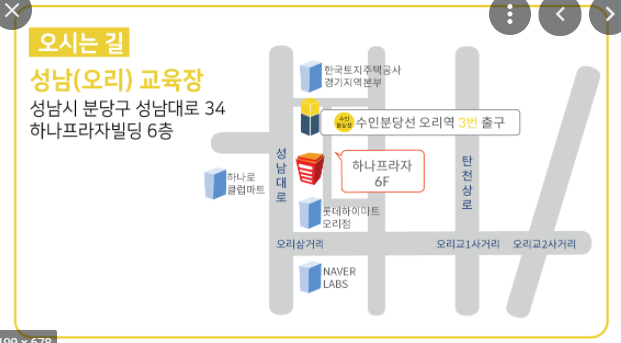 오시는 길
성남(오리) 교육장
성남시 분당구 성남대로 34
하나프라자빌딩 6층
한국토지주택공사
경기지역본부
수인
분당선
수인분당선 오리역 3번 출구
성남대로
하나프라자
6F
탄천상로
하나로
클럽마트
롯데하이마트
오리점
오리삼거리
오리교1사거리
오리교2사거리
NAVER
LABS